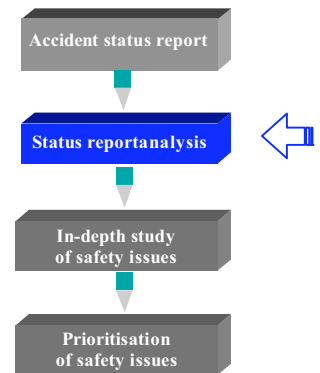 Accident status report
Status reportanalysis
In-depth study
of safety issues
Prioritisation
of safety issues